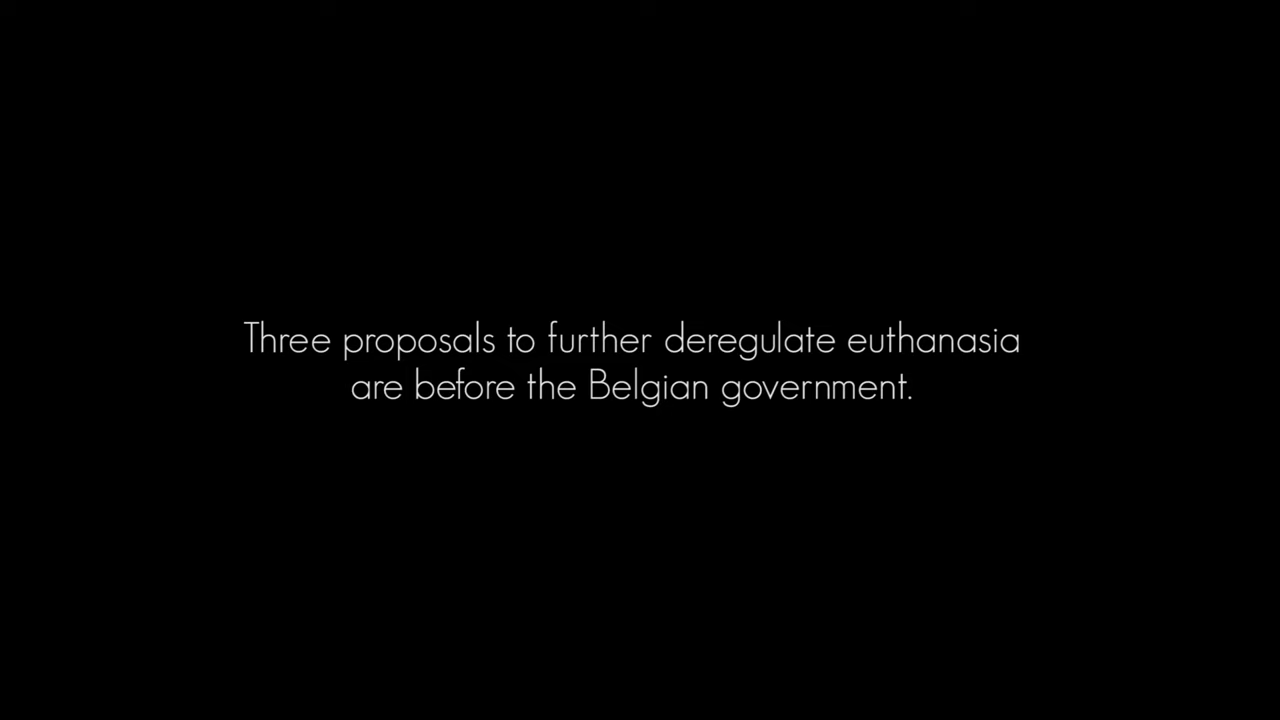 Three proposals to further deregulate euthanasia
are before the Belgian government.